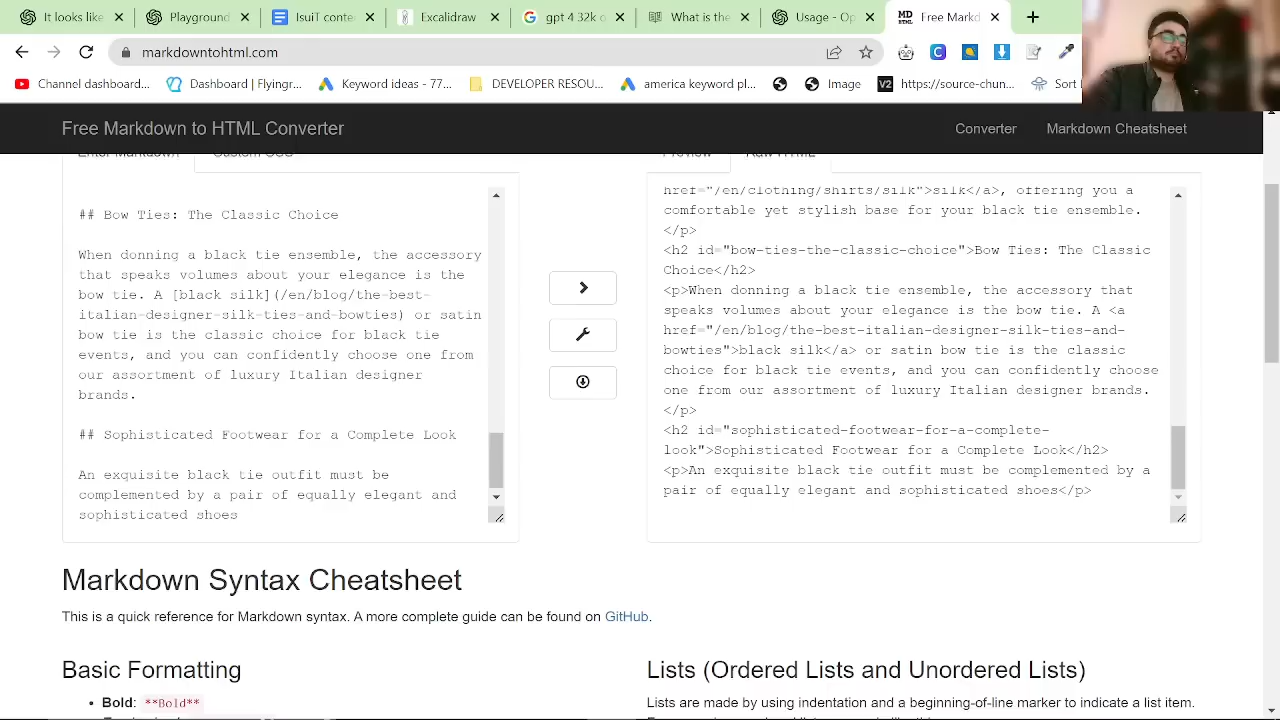 It looks like
Playground
IsuiT conte
Excalidraw
gpt 4 32k o
What is the
Usage - Op
Free Markd
markdowntohtml.com
Channel dashboard...
Dashboard | Flyingr...
Keyword ideas - 77...
DEVELOPER RESOU...
america keyword pl...
Image
V2 https://source-chun...
Sort
Free Markdown to HTML Converter
Converter
Markdown Cheatsheet
Enter Markdown
Custom CSS
Preview
Raw HTML
## Bow Ties: The Classic Choice
When donning a black tie ensemble, the accessory
that speaks volumes about your elegance is the
bow tie. A [black silk](/en/blog/the-best-
italian-designer-silk-ties-and-bowties) or satin
bow tie is the classic choice for black tie
events, and you can confidently choose one from
our assortment of luxury Italian designer
brands.
## Sophisticated Footwear for a Complete Look
An exquisite black tie outfit must be
complemented by a pair of equally elegant and
sophisticated shoes
href="/en/clothing/shirts/silk">silk</a>, offering you a
comfortable yet stylish base for your black tie ensemble.
</p>
<h2 id="bow-ties-the-classic-choice">Bow Ties: The Classic
Choice</h2>
<p>When donning a black tie ensemble, the accessory that
speaks volumes about your elegance is the bow tie. A <a
href="/en/blog/the-best-italian-designer-silk-ties-and-
bowties">black silk</a> or satin bow tie is the classic
choice for black tie events, and you can confidently choose
one from our assortment of luxury Italian designer brands.
</p>
<h2 id="sophisticated-footwear-for-a-complete-
look">Sophisticated Footwear for a Complete Look</h2>
<p>An exquisite black tie outfit must be complemented by a
pair of equally elegant and sophisticated shoes</p>
Markdown Syntax Cheatsheet
This is a quick reference for Markdown syntax. A more complete guide can be found on GitHub.
Basic Formatting
• Bold: **Bold**
Lists (Ordered Lists and Unordered Lists)
Lists are made by using indentation and a beginning-of-line marker to indicate a list item.